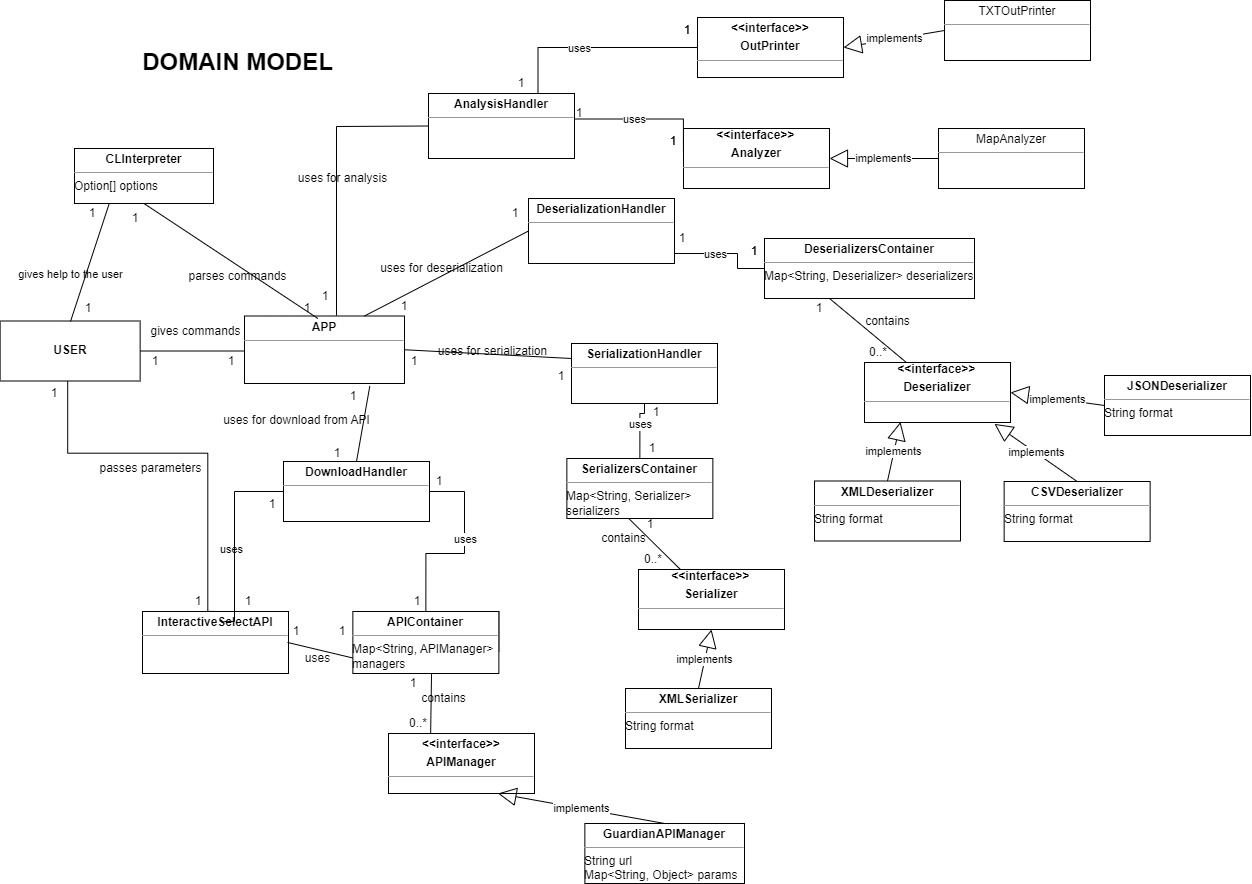 TXTOutPrinter
<<interface>>
OutPrinter
1
implements
uses
1
DOMAIN MODEL
AnalysisHandler
1
uses
1
<<interface>>
Analyzer
implements
MapAnalyzer
CLInterpreter
Option[] options
uses for analysis
1
1
1
DeserializationHandler
1
uses
1
DeserializersContainer
Map<String, Deserializer> deserializers
gives help to the user
parses commands
uses for deserialization
1
1
1
1
1
contains
0..*
USER
gives commands
APP
1
1
uses for serialization
1
1
SerializationHandler
<<interface>>
Deserializer
implements
JSONDeserializer
String format
1
1
uses for download from API
1
uses
1
implements
implements
passes parameters
1
DownloadHandler
1
1
SerializersContainer
Map<String, Serializer>
serializers
XMLDeserializer
String format
CSVDeserializer
String format
uses
uses
1
contains
0..*
<<interface>>
Serializer
1
1
1
InteractiveSelectAPI
1
uses
1
APIContainer
Map<String, APIManager>
managers
implements
1
contains
0..*
XMLSerializer
String format
<<interface>>
APIManager
implements
GuardianAPIManager
String url
Map<String, Object> params